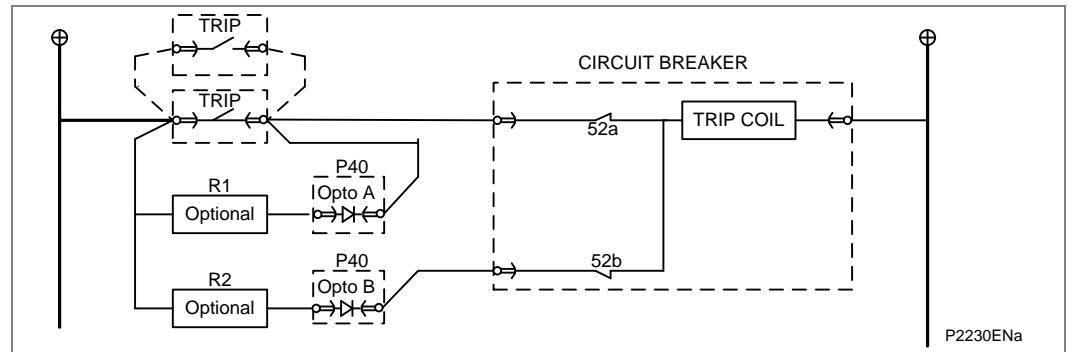 TRIP
CIRCUIT BREAKER
TRIP
52a
TRIP COIL
R1
Optional
P40
Opto A
R2
Optional
P40
Opto B
52b
P2230ENa